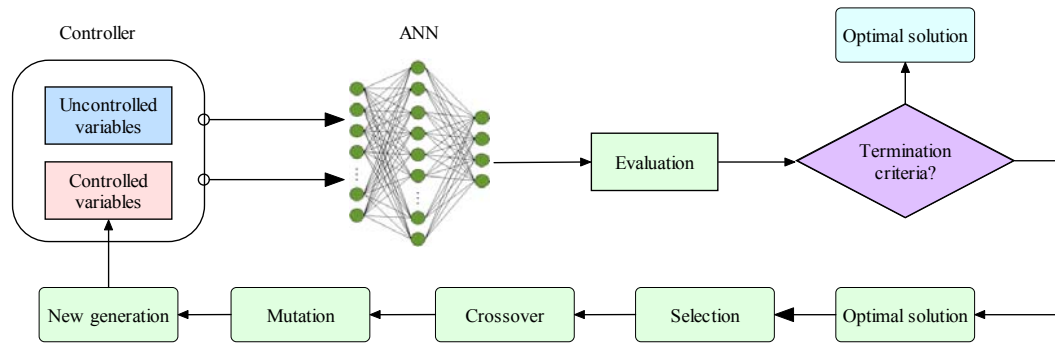 Controller
ANN
Optimal solution
Uncontrolled
variables
Controlled
variables
Evaluation
Termination
criteria?
New generation
Mutation
Crossover
Selection
Optimal solution